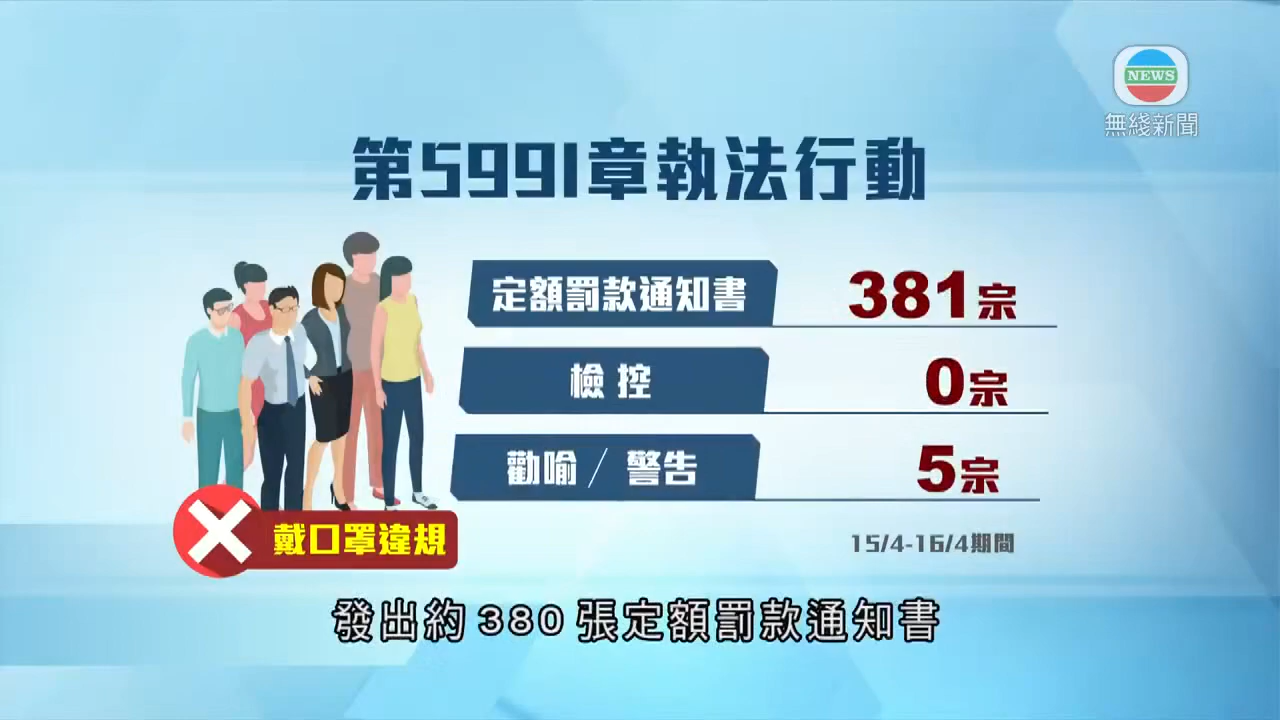 NEWS
無綫新聞
第599I章執法行動
定額罰款通知書 381宗
檢控 0宗
勸喻/警告 5宗
戴口罩違規
15/4-16/4期間
發出約380張定額罰款通知書